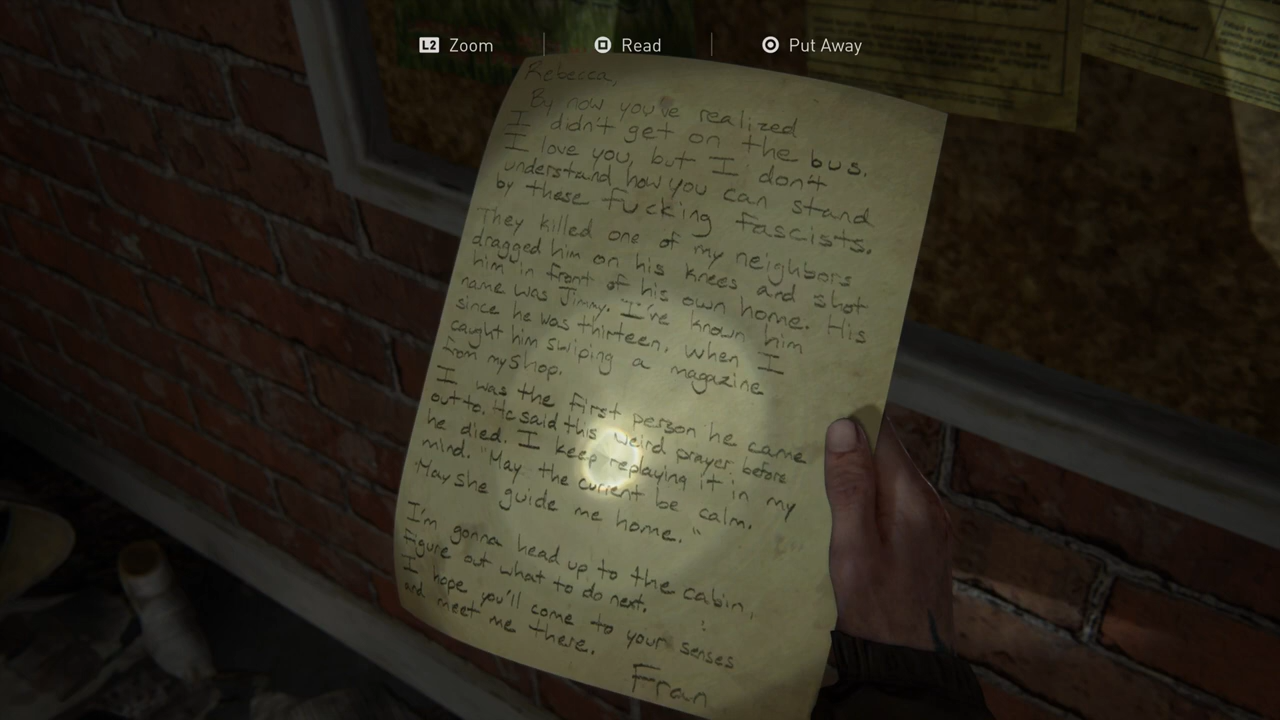 L2 Zoom Read Put Away
Rebecca,
By now you've realized
I didn't get on the bus.
I love you, but I don't
understand how you can stand
by these fucking fascists.
They killed one of my neighbors
dragged him on his knees and shot
him in front of his own home. His
name was Jimmy. I've known him
since he was thirteen, when I
caught him swiping a magazine
from my shop.
I was the first person he came
out to. He said this weird prayer before
he died. I keep replaying it in my
mind. "May the current be calm.
May she guide me home."
I'm gonna head up to the cabin,
figure out what to do next.
I hope you'll come to your senses
and meet me there.
Fran